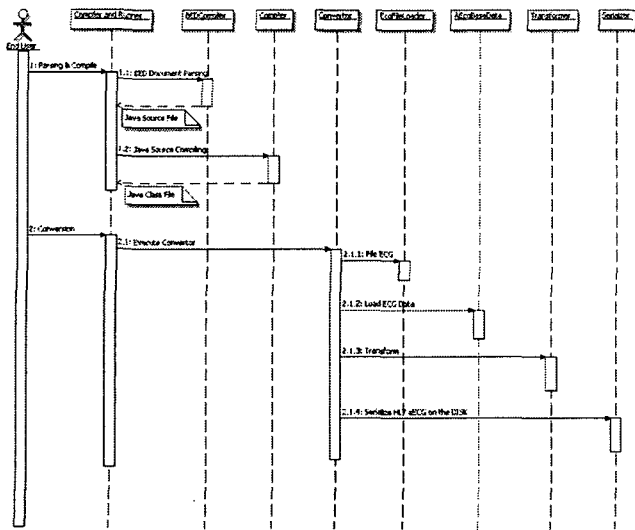 End User
Compiler and Runner
Compiler
Convertor
EcgFileLoader
AEcgBaseData
Transformer
Serializer
1: Parsing & Compile
1.1: EED Document Parsing
Java Source File
1.2: Java Source Compiling
Java Class File
2: Conversion
2.1: Execute Convertor
2.1.1: File ECG
2.1.2: Load ECG Data
2.1.3: Transform
2.1.4: Serialize HL7 aECG on the DISK